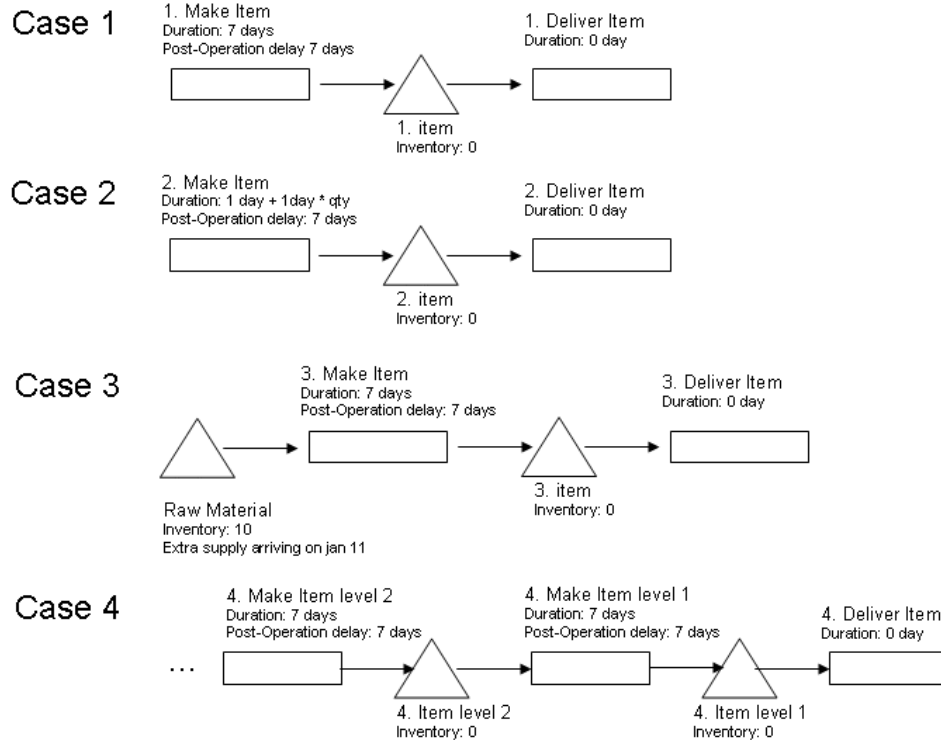 Case 1
1. Make Item
Duration: 7 days
Post-Operation delay 7 days
1. Deliver Item
Duration: 0 day
1. item
Inventory: 0
Case 2
2. Make Item
Duration: 1 day + 1day * qty
Post-Operation delay: 7 days
2. Deliver Item
Duration: 0 day
2. item
Inventory: 0
Case 3
3. Make Item
Duration: 7 days
Post-Operation delay: 7 days
3. Deliver Item
Duration: 0 day
3. item
Inventory: 0
Raw Material
Inventory: 10
Extra supply arriving on jan 11
Case 4
4. Make Item level 2
Duration: 7 days
Post-Operation delay: 7 days
4. Make Item level 1
Duration: 7 days
Post-Operation delay: 7 days
4. Deliver Item
Duration: 0 day
...
4. Item level 2
Inventory: 0
4. Item level 1
Inventory: 0